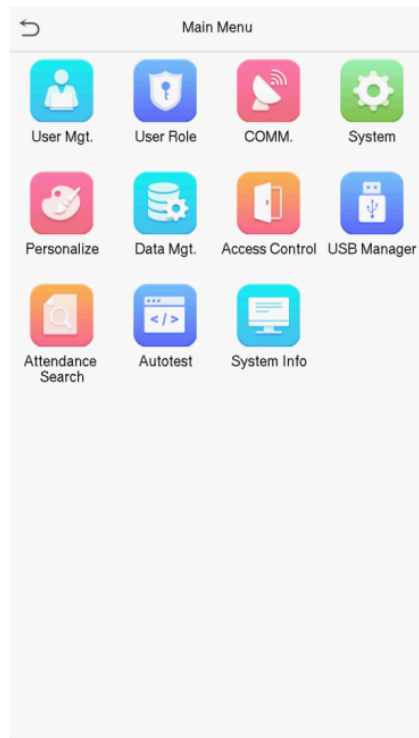 Main Menu
User Mgt.
User Role
COMM.
System
Personalize
Data Mgt.
Access Control
USB Manager
Attendance
Search
Autotest
System Info